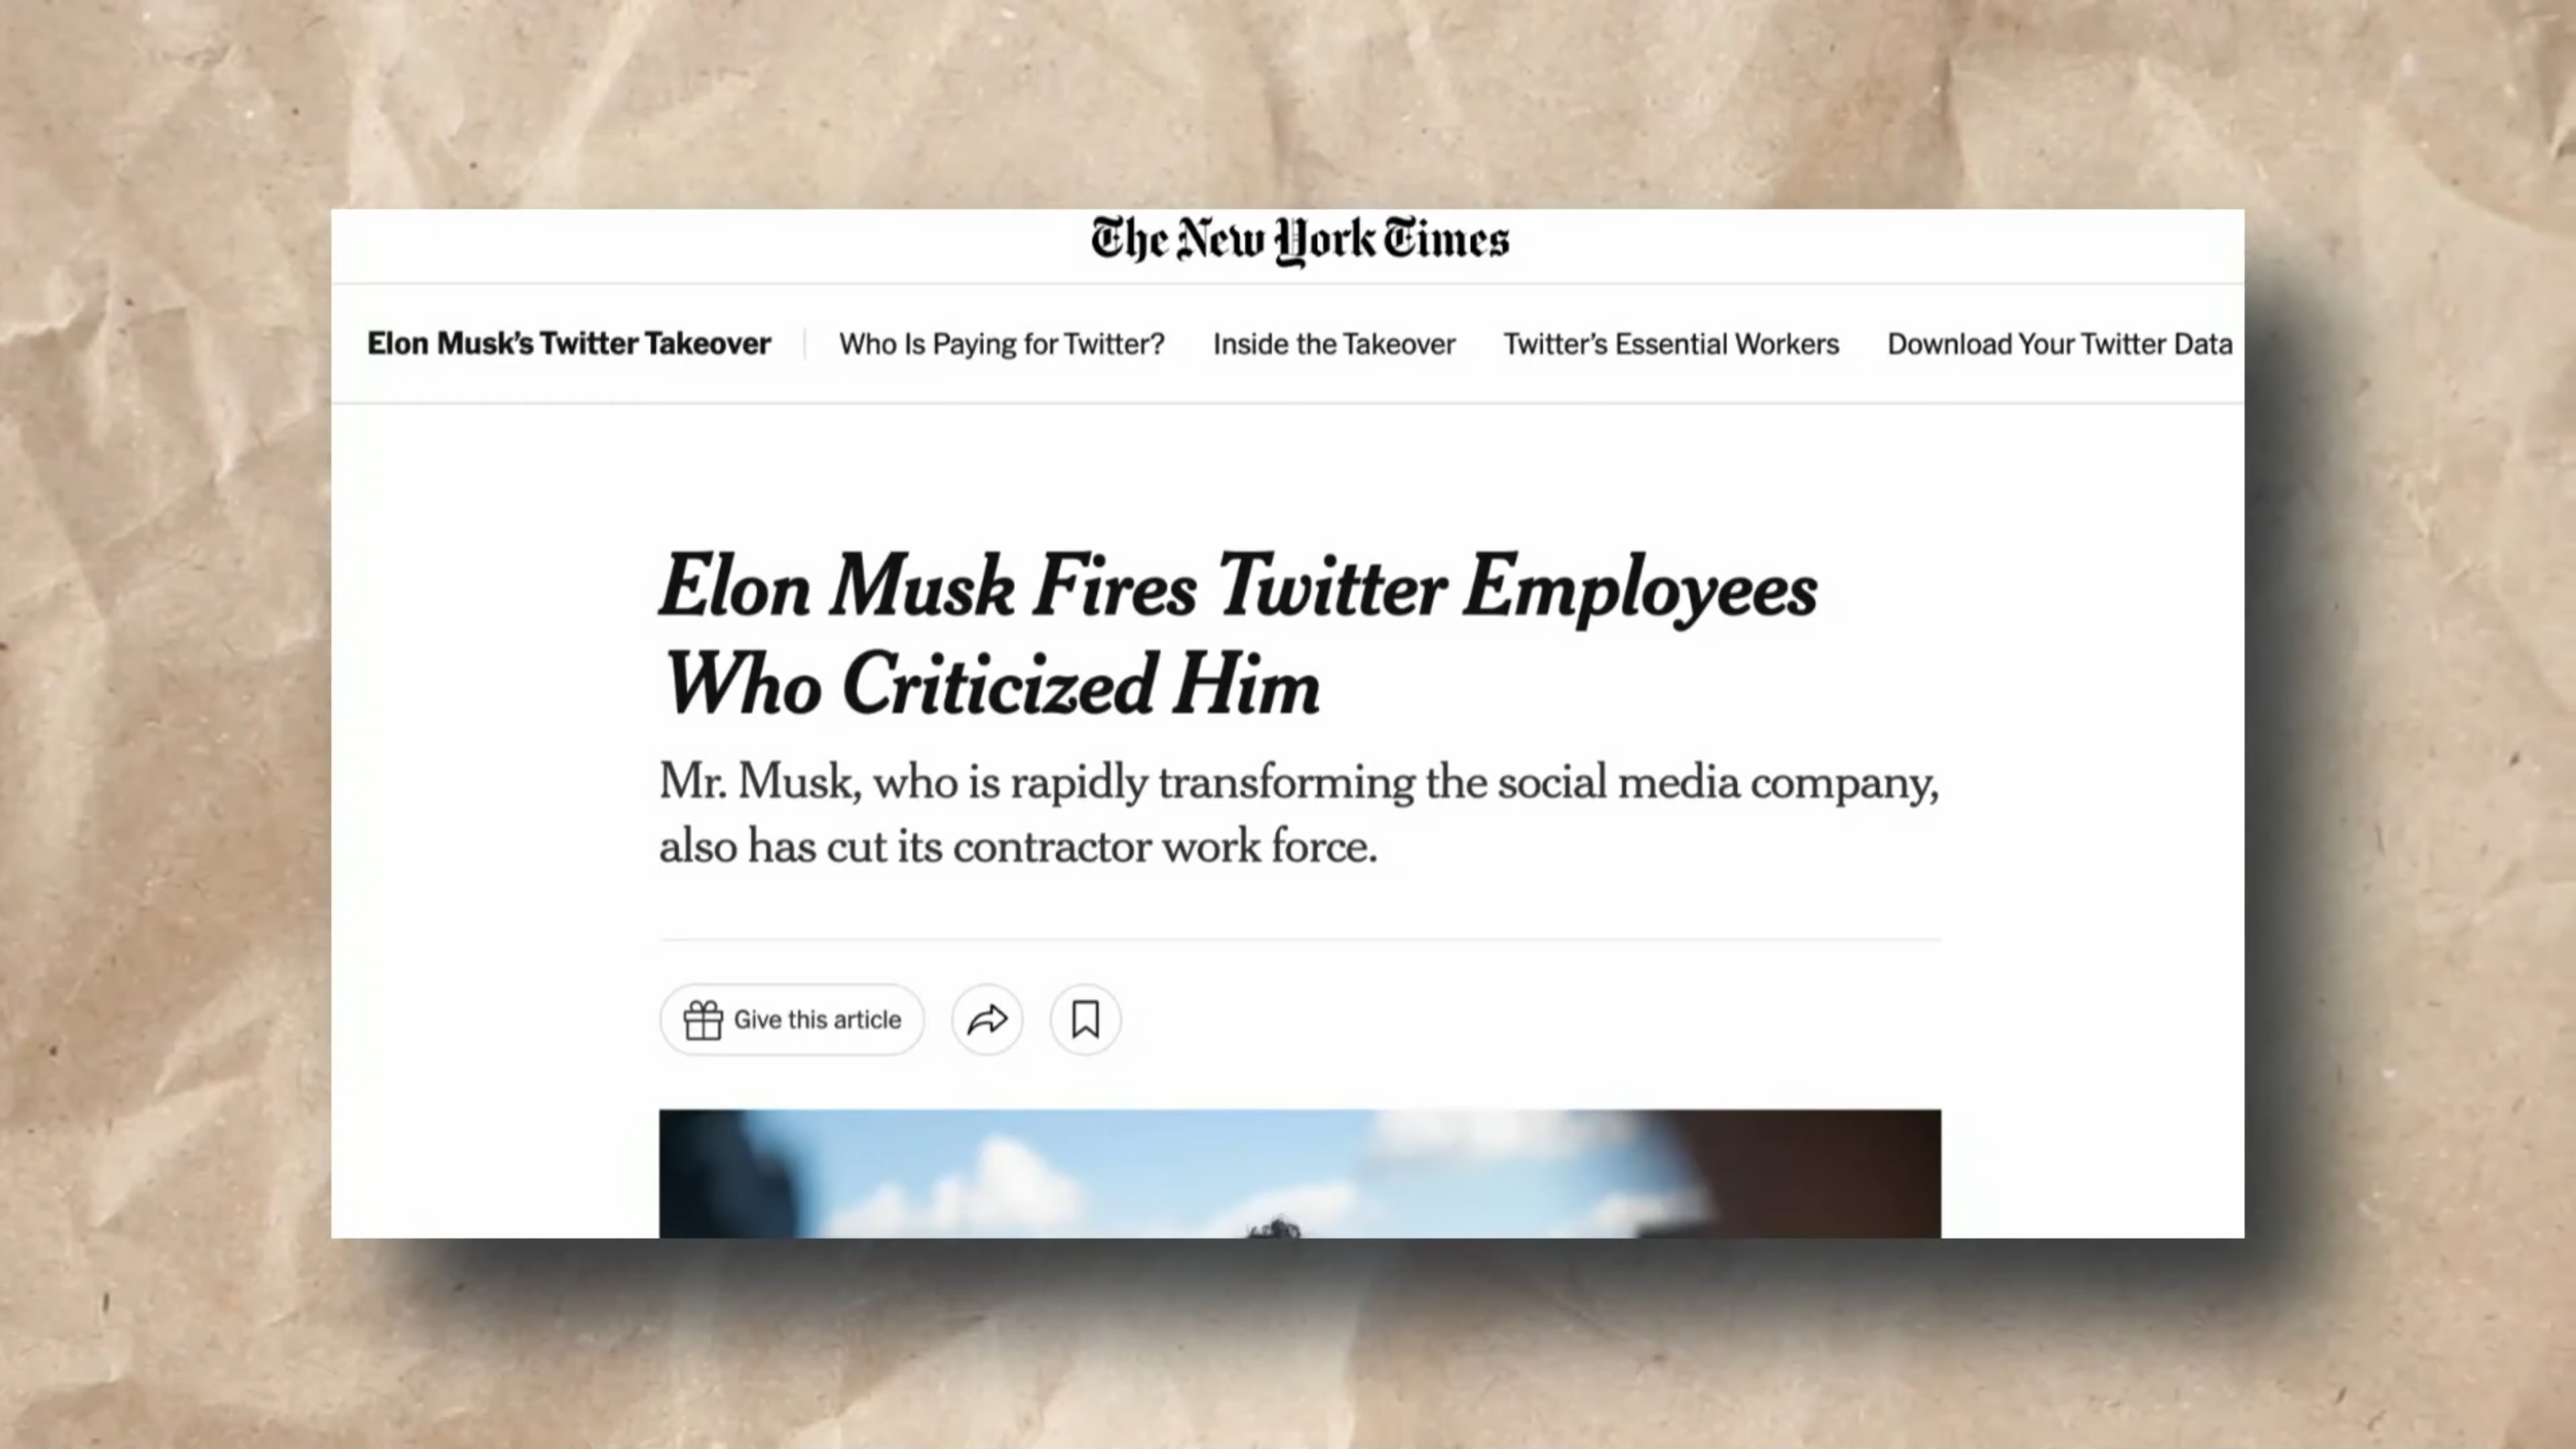 The New York Times
Elon Musk's Twitter Takeover
Who Is Paying for Twitter?
Inside the Takeover
Twitter's Essential Workers
Download Your Twitter Data
Elon Musk Fires Twitter Employees
Who Criticized Him
Mr. Musk, who is rapidly transforming the social media company,
also has cut its contractor work force.
Give this article